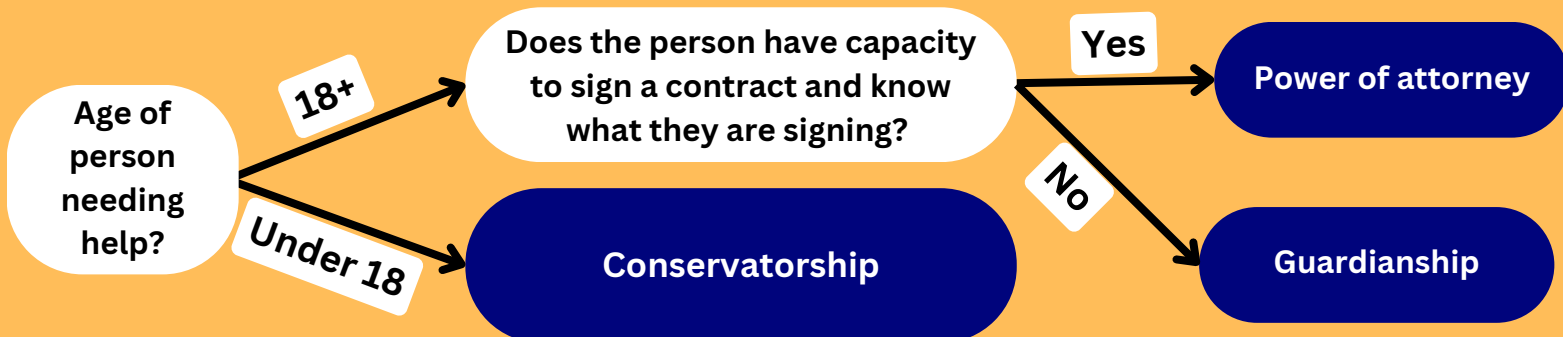 Age of
person
needing
help?
18+
Under 18
Does the person have capacity
to sign a contract and know
what they are signing?
Conservatorship
Yes
No
Power of attorney
Guardianship